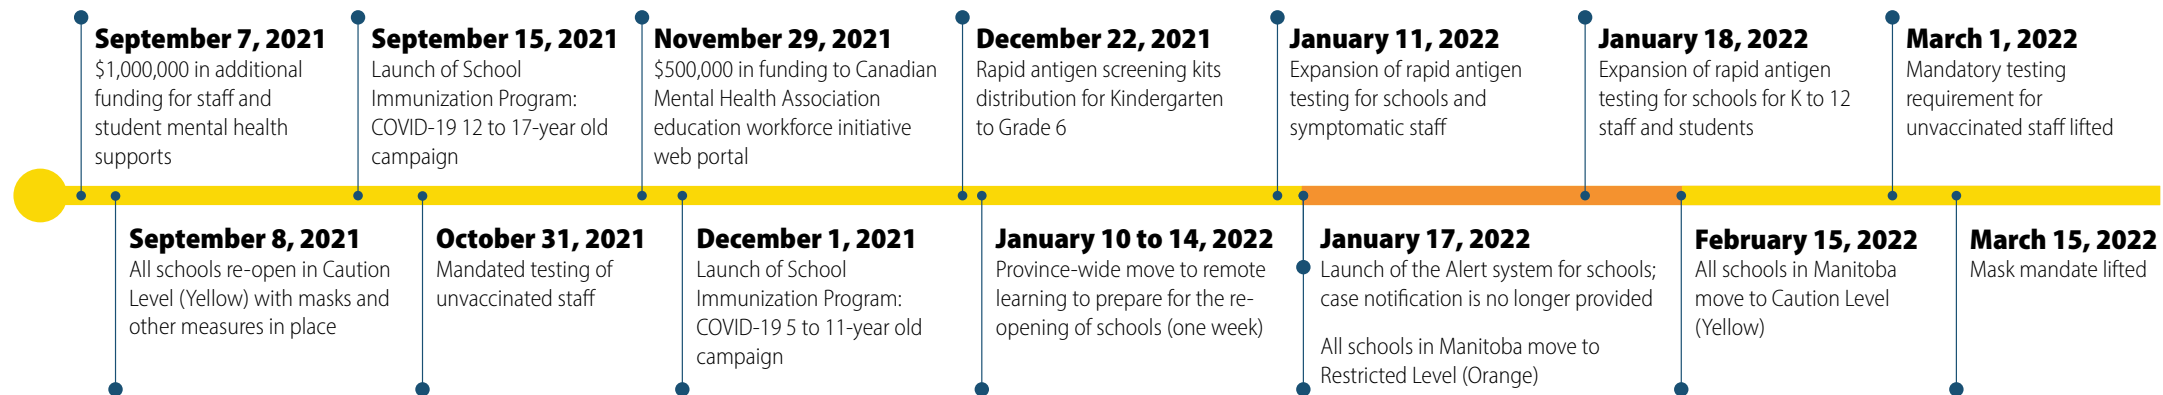 September 7, 2021
$1,000,000 in additional
funding for staff and
student mental health
supports
September 15, 2021
Launch of School
Immunization Program:
COVID-19 12 to 17-year old
campaign
November 29, 2021
$500,000 in funding to Canadian
Mental Health Association
education workforce initiative
web portal
December 22, 2021
Rapid antigen screening kits
distribution for Kindergarten
to Grade 6
January 11, 2022
Expansion of rapid antigen
testing for schools and
symptomatic staff
January 18, 2022
Expansion of rapid antigen
testing for schools for K to 12
staff and students
March 1, 2022
Mandatory testing
requirement for
unvaccinated staff lifted
September 8, 2021
All schools re-open in Caution
Level (Yellow) with masks and
other measures in place
October 31, 2021
Mandated testing of
unvaccinated staff
December 1, 2021
Launch of School
Immunization Program:
COVID-19 5 to 11-year old
campaign
January 10 to 14, 2022
Province-wide move to remote
learning to prepare for the re-
opening of schools (one week)
January 17, 2022
Launch of the Alert system for schools;
case notification is no longer provided
All schools in Manitoba move to
Restricted Level (Orange)
February 15, 2022
All schools in Manitoba
move to Caution Level
(Yellow)
March 15, 2022
Mask mandate lifted